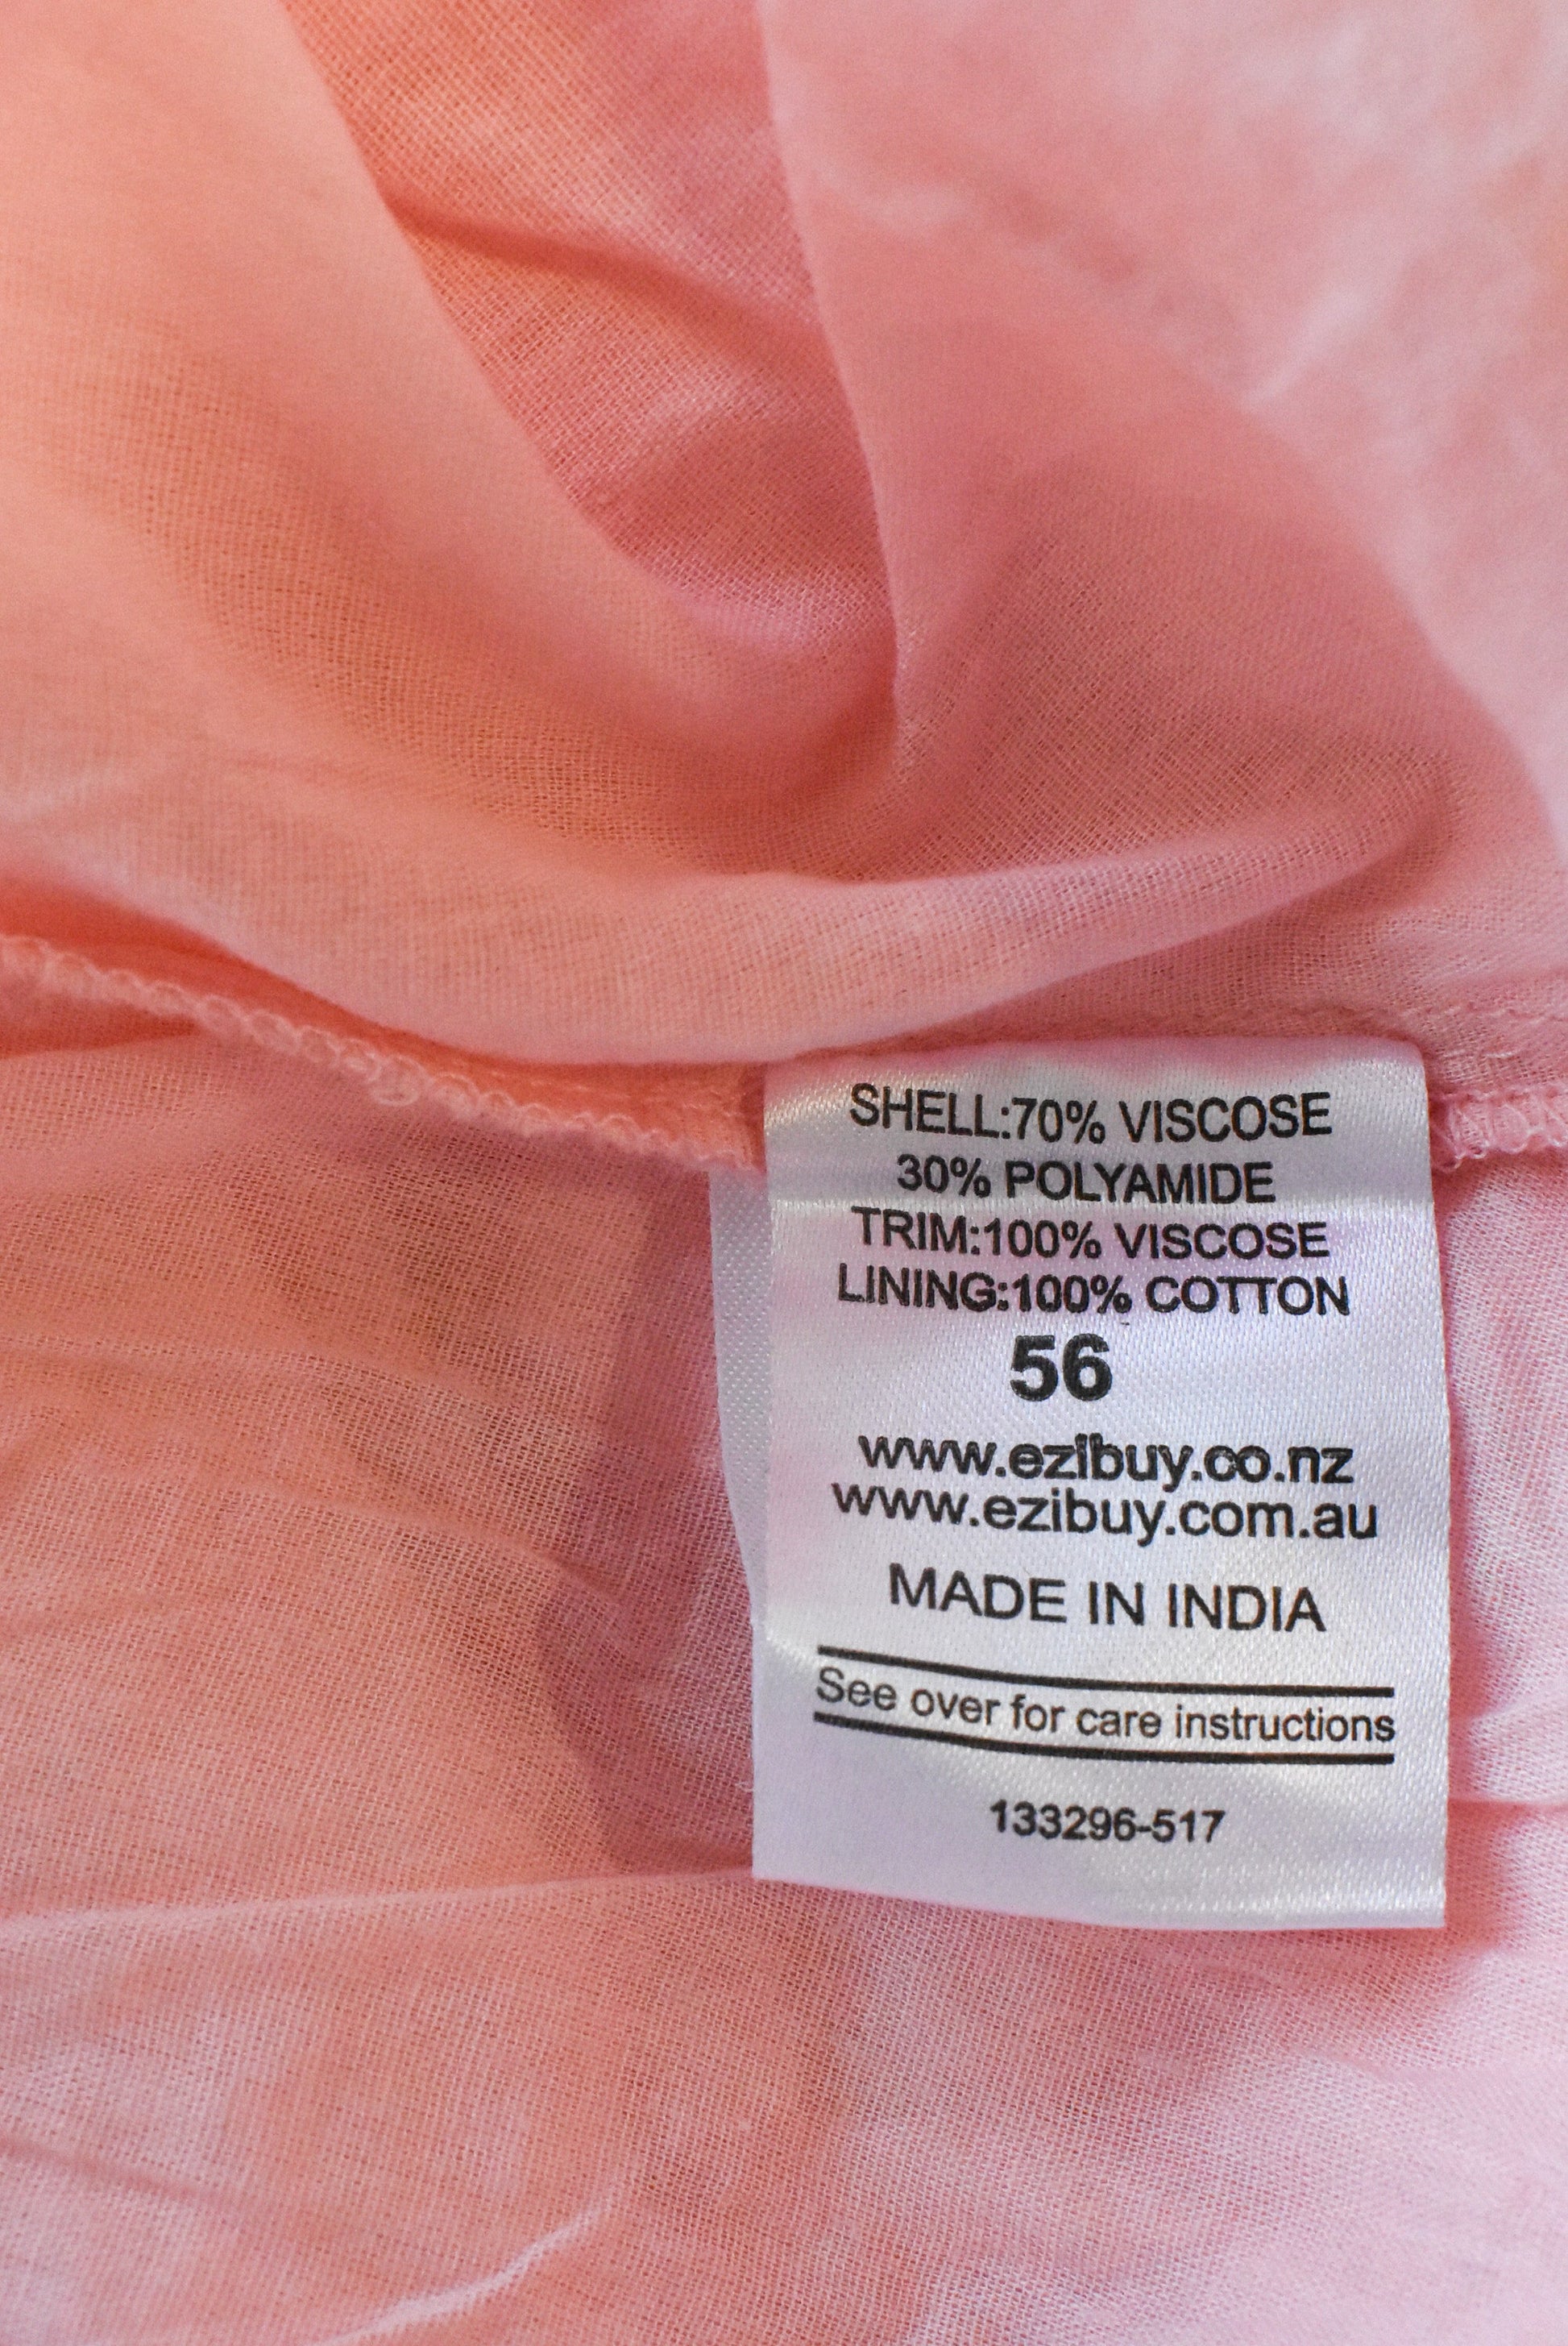 SHELL:70% VISCOSE
30% POLYAMIDE
TRIM:100% VISCOSE
LINING:100% COTTON
56
www.ezibuy.co.nz
www.ezibuy.com.au
MADE IN INDIA
See over for care instructions
133296-517